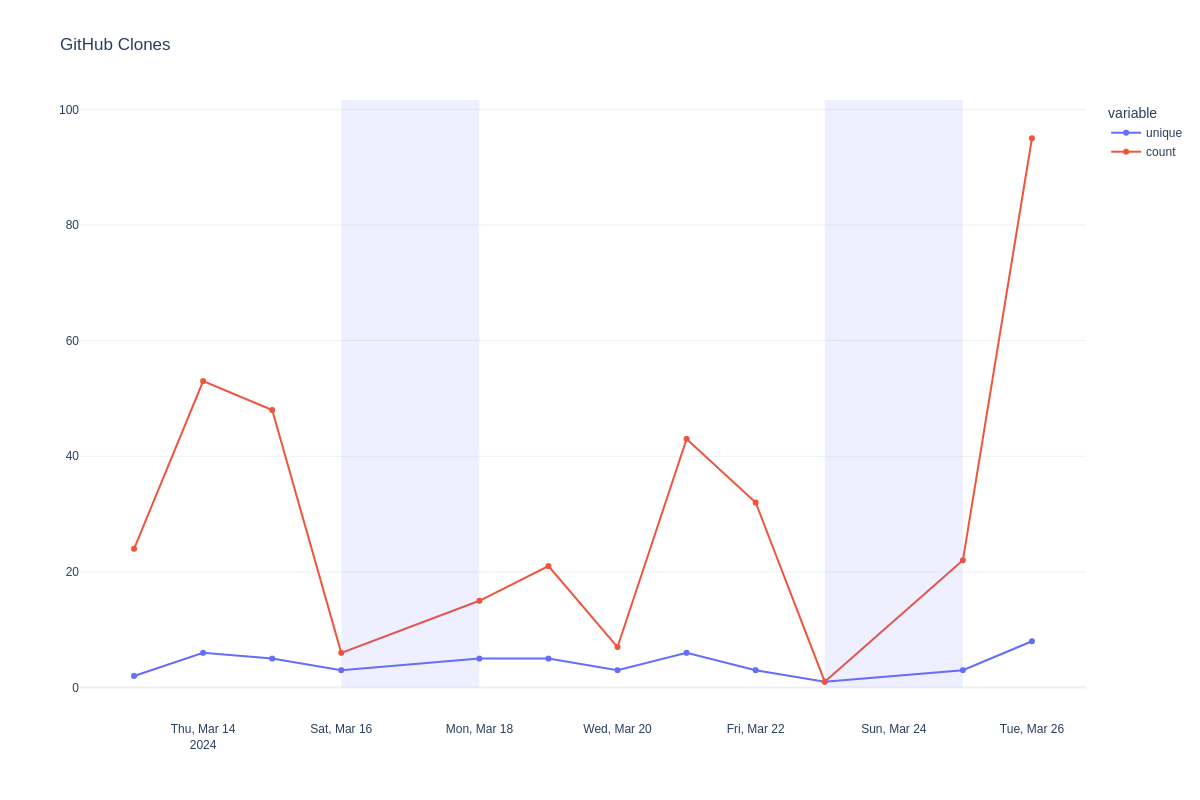 GitHub Clones
variable
unique
count
100
80
60
40
20
0
Thu, Mar 14
2024
Sat, Mar 16
Mon, Mar 18
Wed, Mar 20
Fri, Mar 22
Sun, Mar 24
Tue, Mar 26